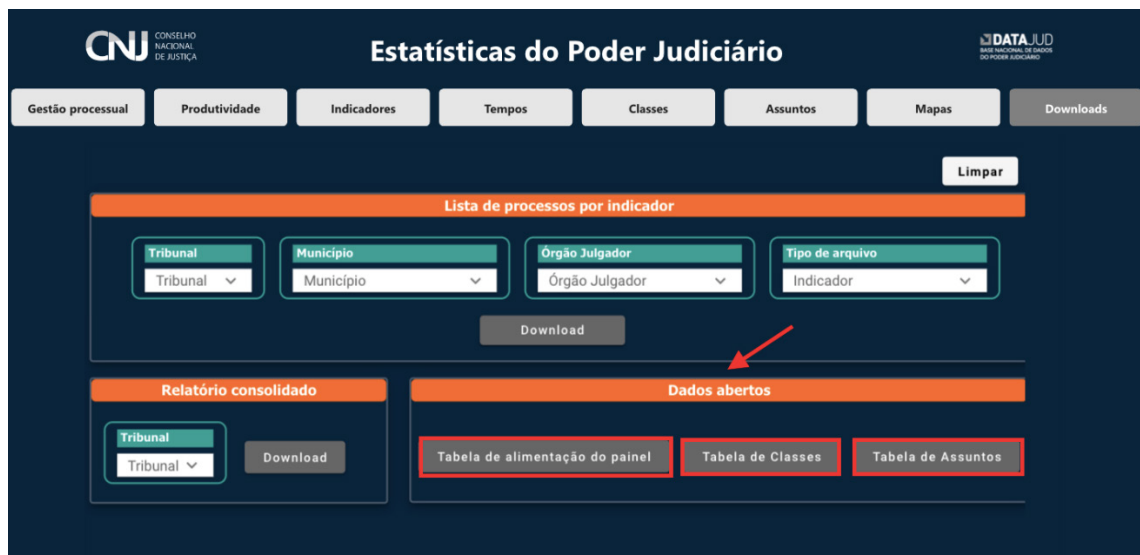 CNJ
CONSELHO
NACIONAL
DE JUSTIÇA
Estatísticas do Poder Judiciário
DATAJUD
BASE NACIONAL DE DADOS
DO PODER JUDICIÁRIO
Gestão processual
Produtividade
Indicadores
Tempos
Classes
Assuntos
Mapas
Downloads
Limpar
Lista de processos por indicador
Tribunal
Município
Órgão Julgador
Tipo de arquivo
Tribunal
Município
Órgão Julgador
Indicador
Download
Relatório consolidado
Dados abertos
Tribunal
Tribunal
Download
Tabela de alimentação do painel
Tabela de Classes
Tabela de Assuntos